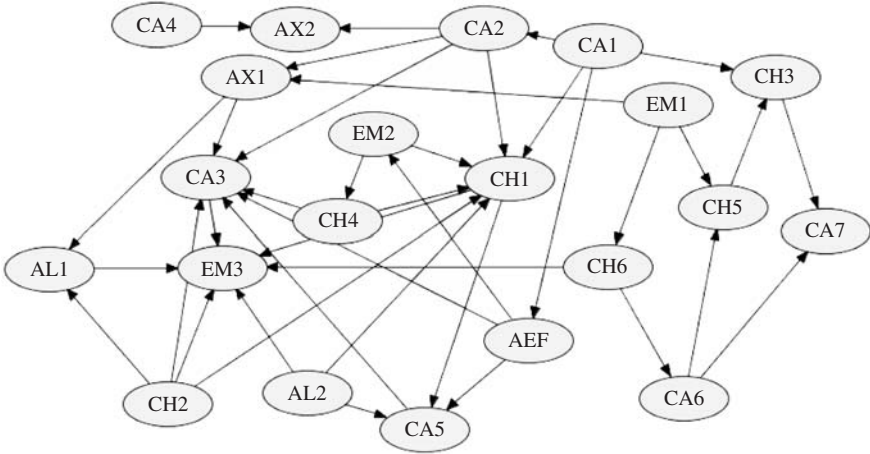 CA4
AX2
CA2
CA1
AX1
CH3
EM1
EM2
CA3
CH1
CH4
CH5
CA7
AL1
EM3
CH6
AEF
CH2
AL2
CA6
CA5